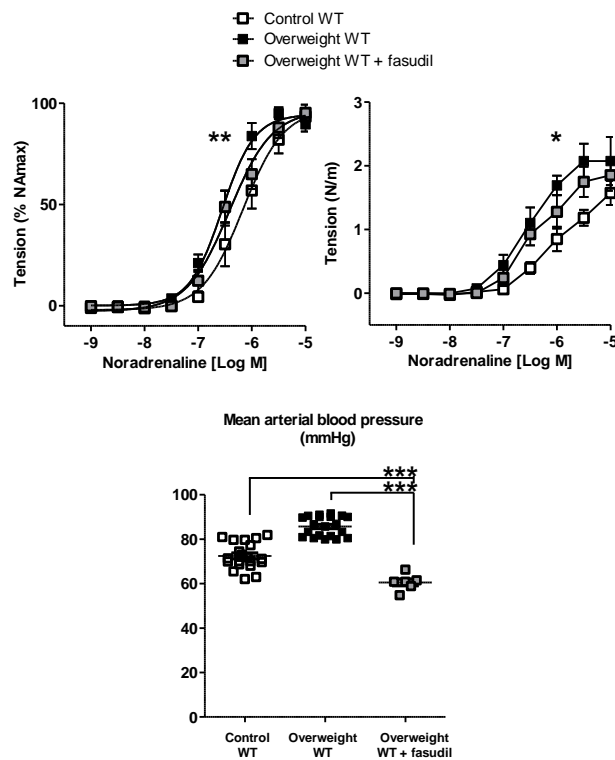 Control WT
Overweight WT
Overweight WT + fasudil
100
50
0
Tension (% NAmax)
**
-9 -8 -7 -6 -5
Noradrenaline [Log M]
3
2
1
0
Tension (N/m)
*
-9 -8 -7 -6 -5
Noradrenaline [Log M]
Mean arterial blood pressure
(mmHg)
***
***
100
80
60
40
20
0
Control
WT
Overweight
WT
Overweight
WT + fasudil